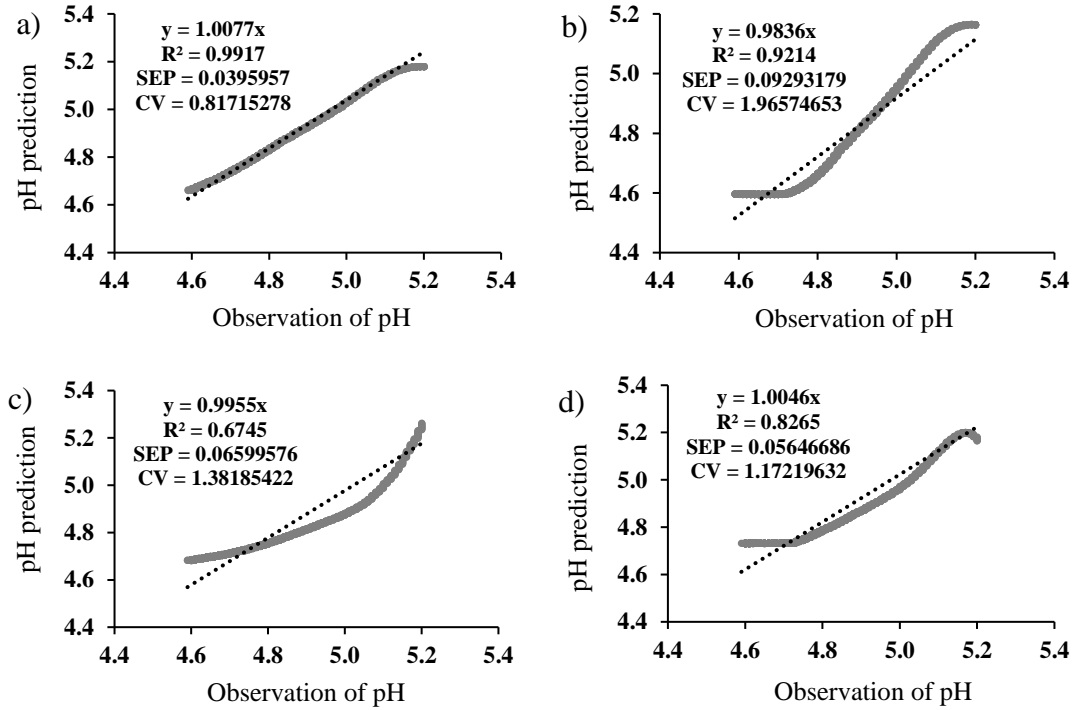 a)
y = 1.0077x
R² = 0.9917
SEP = 0.0395957
CV = 0.81715278
pH prediction
5.4
5.2
5.0
4.8
4.6
4.4
4.4 4.6 4.8 5.0 5.2 5.4
Observation of pH
b)
y = 0.9836x
R² = 0.9214
SEP = 0.09293179
CV = 1.96574653
pH prediction
5.2
5.0
4.8
4.6
4.4
4.4 4.6 4.8 5.0 5.2 5.4
Observation of pH
c)
y = 0.9955x
R² = 0.6745
SEP = 0.06599576
CV = 1.38185422
pH prediction
5.4
5.2
5.0
4.8
4.6
4.4
4.4 4.6 4.8 5.0 5.2 5.4
Observation of pH
d)
y = 1.0046x
R² = 0.8265
SEP = 0.05646686
CV = 1.17219632
pH prediction
5.4
5.2
5.0
4.8
4.6
4.4
4.4 4.6 4.8 5.0 5.2 5.4
Observation of pH